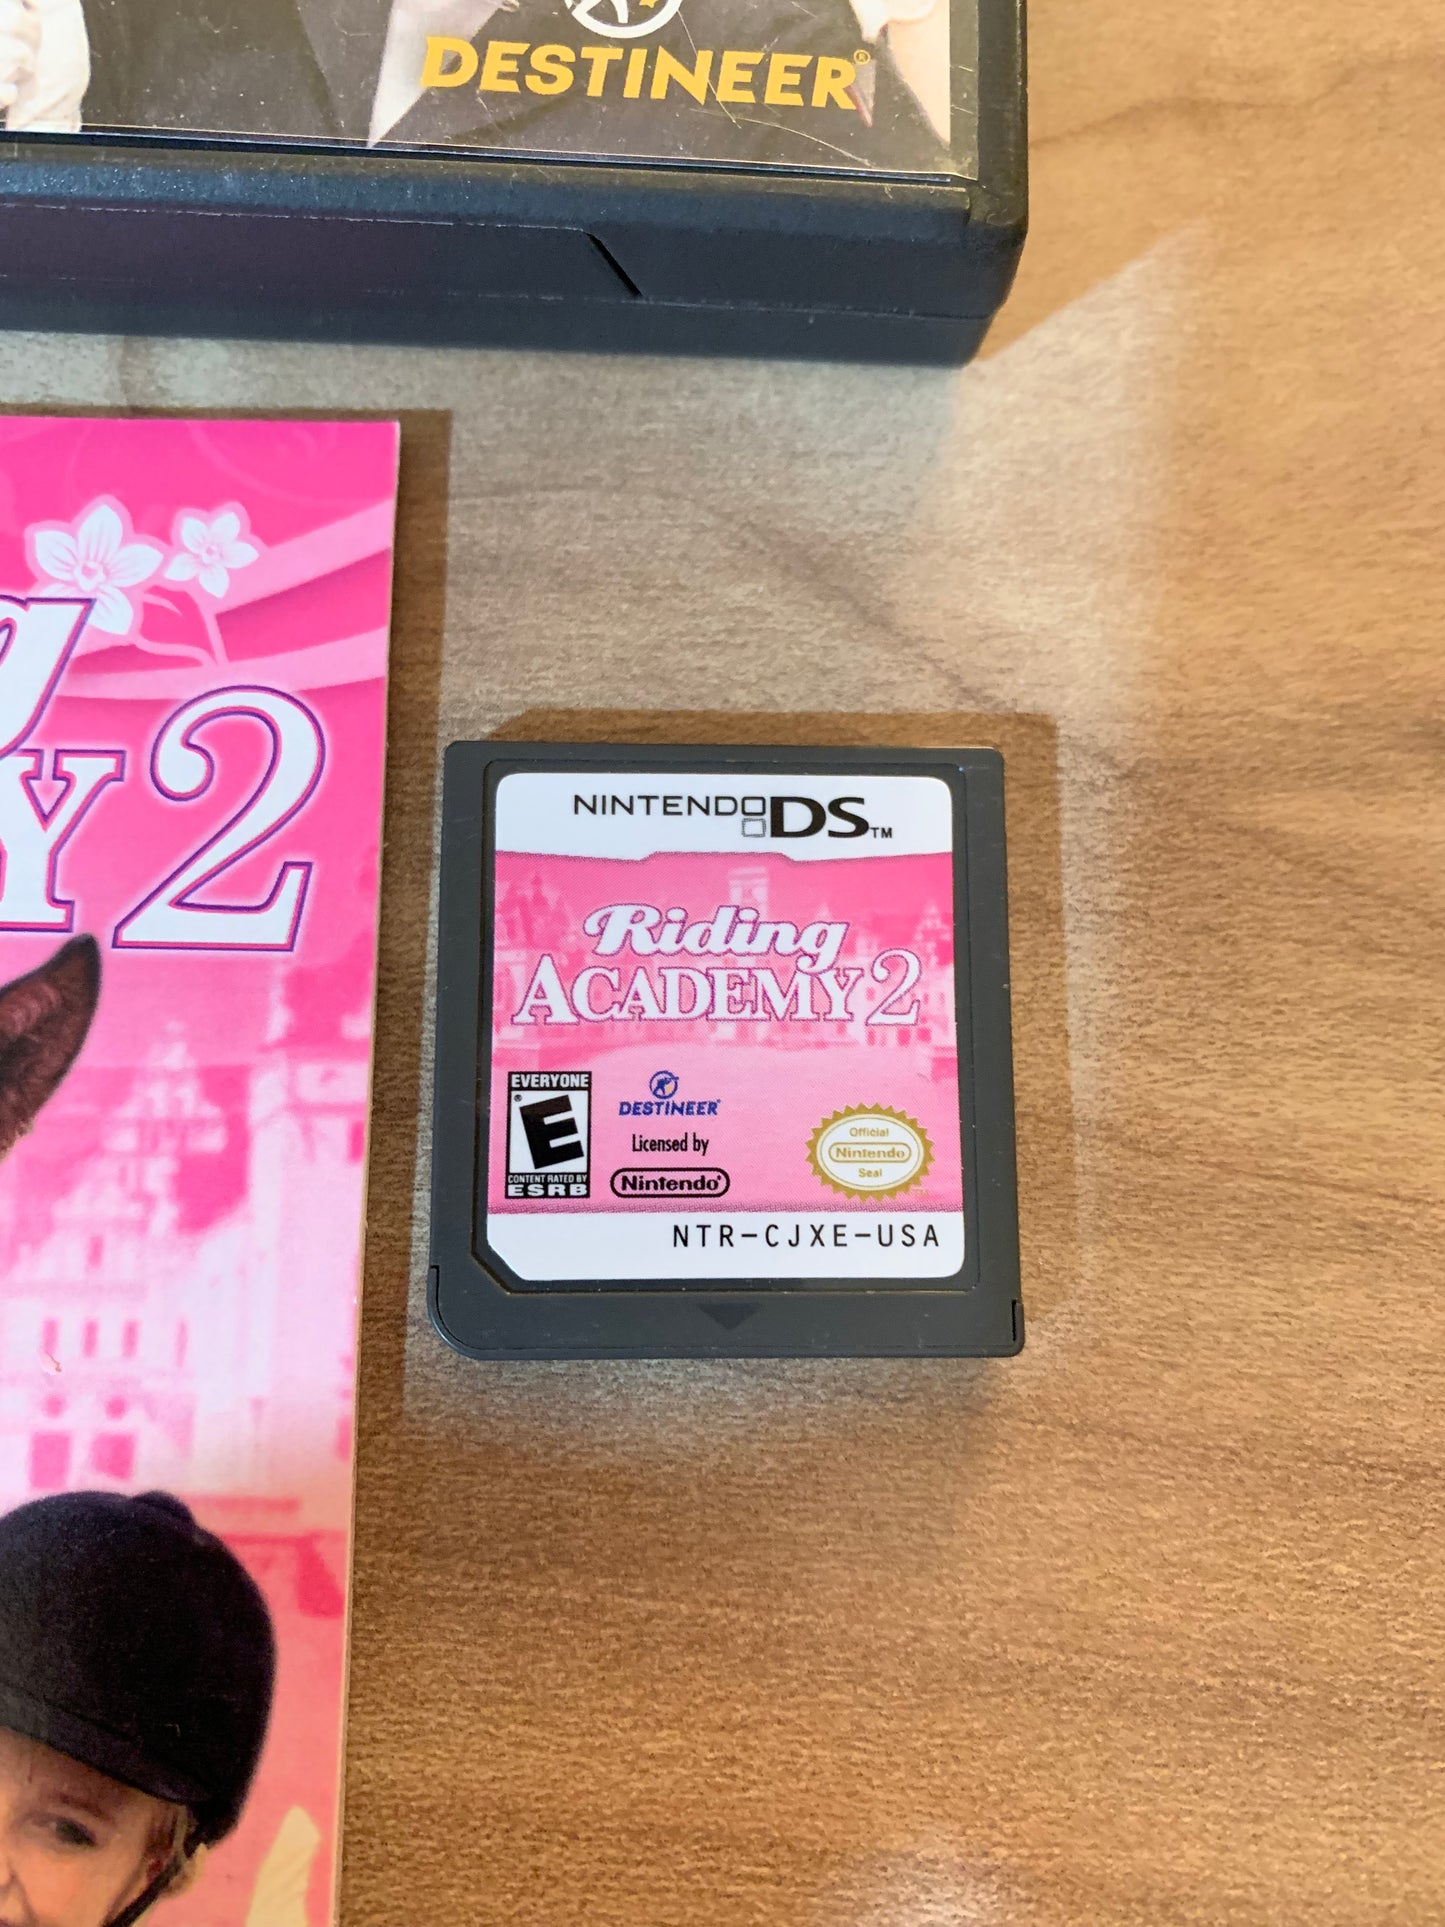 DESTINEER®
g
Y 2
NINTENDO DS™
Riding
ACADEMY 2
EVERYONE
E®
CONTENT RATED BY
ESRB
DESTINEER®
Licensed by
Nintendo®
Official
Nintendo
Seal
NTR-CJXE-USA